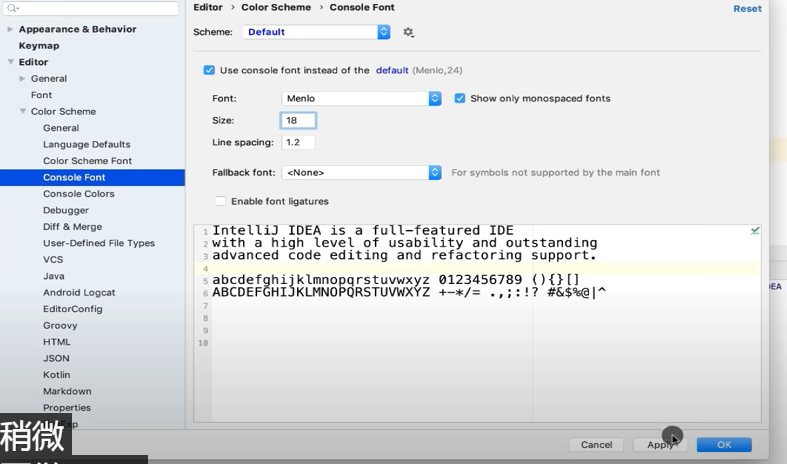 Editor › Color Scheme › Console Font
Reset
Scheme: Default
Appearance & Behavior
Keymap
Editor
General
Font
Color Scheme
General
Language Defaults
Color Scheme Font
Console Font
Console Colors
Debugger
Diff & Merge
User-Defined File Types
VCS
Java
Android Logcat
EditorConfig
Groovy
HTML
JSON
Kotlin
Markdown
Properties
Use console font instead of the default (Menlo,24)
Font: Menlo
Show only monospaced fonts
Size: 18
Line spacing: 1.2
Fallback font: <None>
For symbols not supported by the main font
Enable font ligatures
1 IntelliJ IDEA is a full-featured IDE
2 with a high level of usability and outstanding
3 advanced code editing and refactoring support.
4
5 abcdefghijklmnopqrstuvwxyz 0123456789 (){}[]
6 ABCDEFGHIJKLMNOPQRSTUVWXYZ +-*/= .,;:!? #&$%@|^
7
8
9
10
Cancel
Apply
OK
稍微